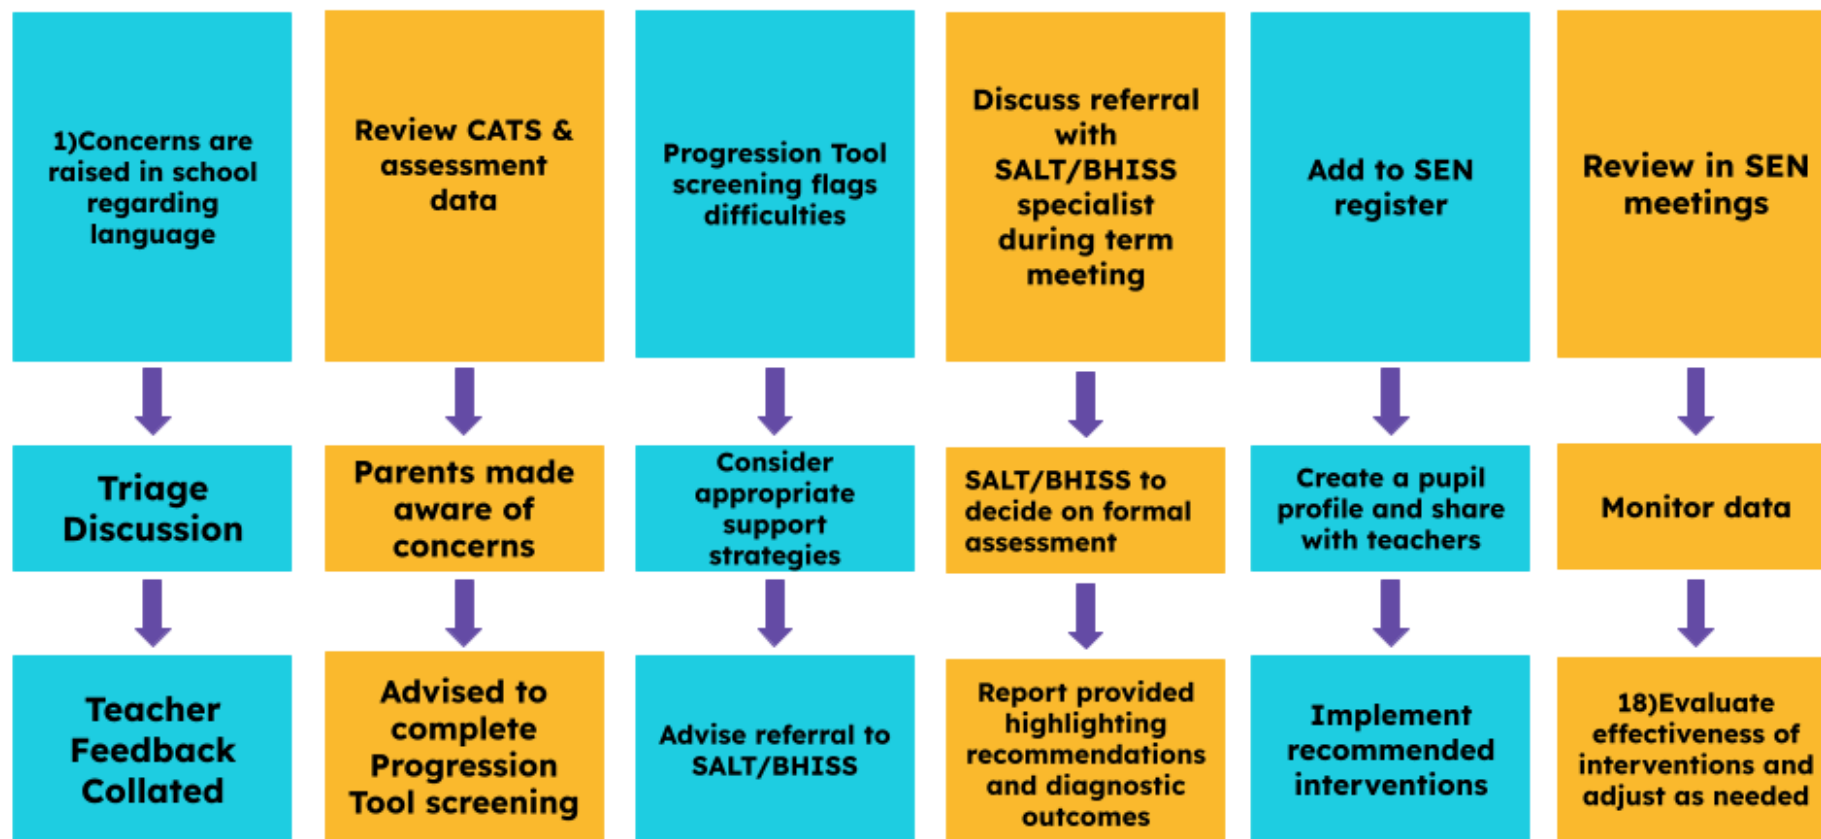 1)Concerns are
raised in school
regarding
language
Triage
Discussion
Teacher
Feedback
Collated
Review CATS &
assessment
data
Parents made
aware of
concerns
Advised to
complete
Progression
Tool screening
Progression Tool
screening flags
difficulties
Consider
appropriate
support
strategies
Advise referral to
SALT/BHISS
Discuss referral
with
SALT/BHISS
specialist
during term
meeting
SALT/BHISS to
decide on formal
assessment
Report provided
highlighting
recommendations
and diagnostic
outcomes
Add to SEN
register
Create a pupil
profile and share
with teachers
Implement
recommended
interventions
Review in SEN
meetings
Monitor data
18)Evaluate
effectiveness of
interventions and
adjust as needed